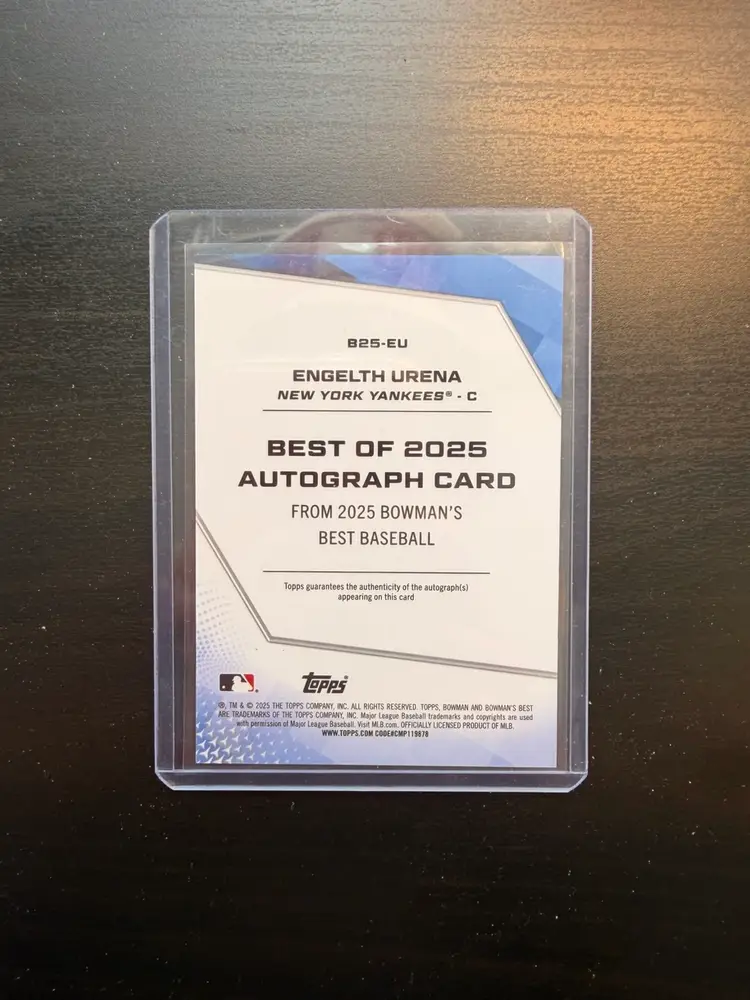 B25-EU
ENGELTH URENA
NEW YORK YANKEES® - C
BEST OF 2025
AUTOGRAPH CARD
FROM 2025 BOWMAN'S
BEST BASEBALL
Topps guarantees the authenticity of the autograph(s)
appearing on this card
topps
®, TM & © 2025 THE TOPPS COMPANY, INC. ALL RIGHTS RESERVED. TOPPS, BOWMAN AND BOWMAN'S BEST
ARE TRADEMARKS OF THE TOPPS COMPANY, INC. Major League Baseball trademarks and copyrights are used
with permission of Major League Baseball. Visit MLB.com. OFFICIALLY LICENSED PRODUCT OF MLB.
WWW.TOPPS.COM CODE#CMP119878